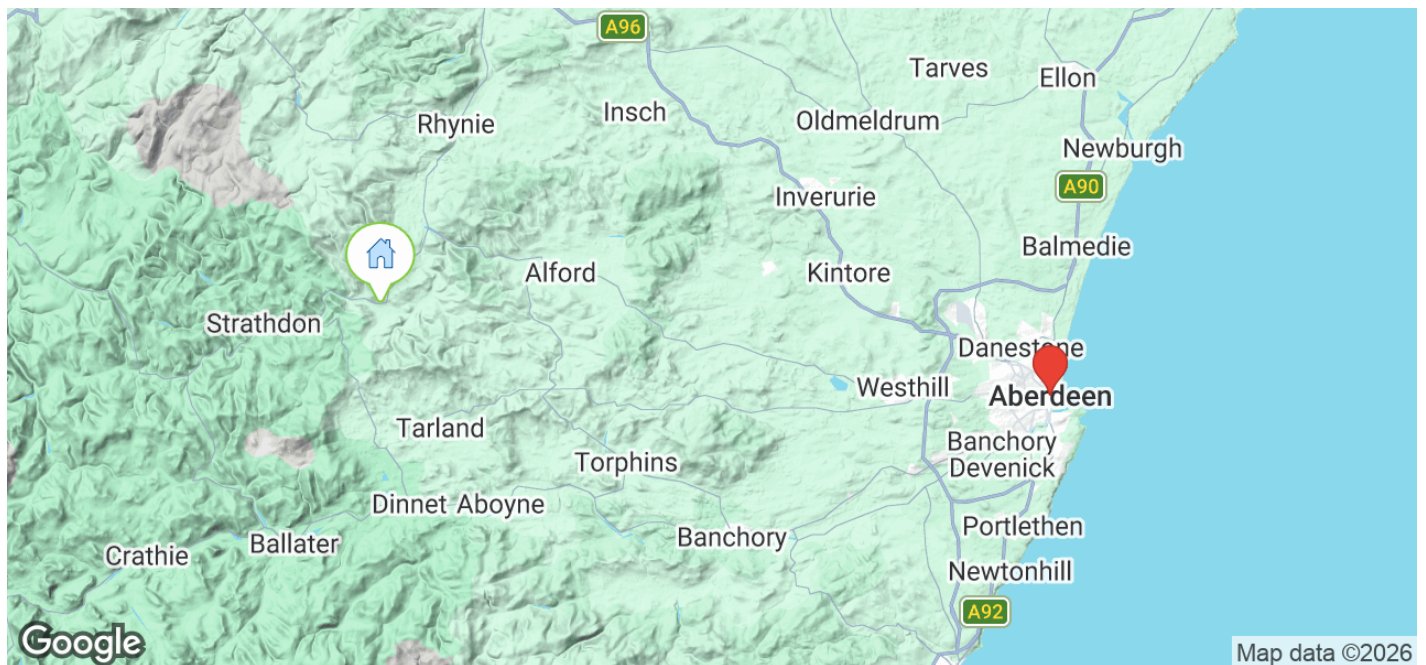 A96
Tarves
Ellon
Insch
Rhynie
Oldmeldrum
Newburgh
A90
Inverurie
Balmedie
Alford
Kintore
Strathdon
Danestone
Westhill
Aberdeen
Tarland
Banchory
Devenick
Torphins
Dinnet
Aboyne
Portlethen
Banchory
Ballater
Crathie
Newtonhill
A92
Google
Map data ©2026